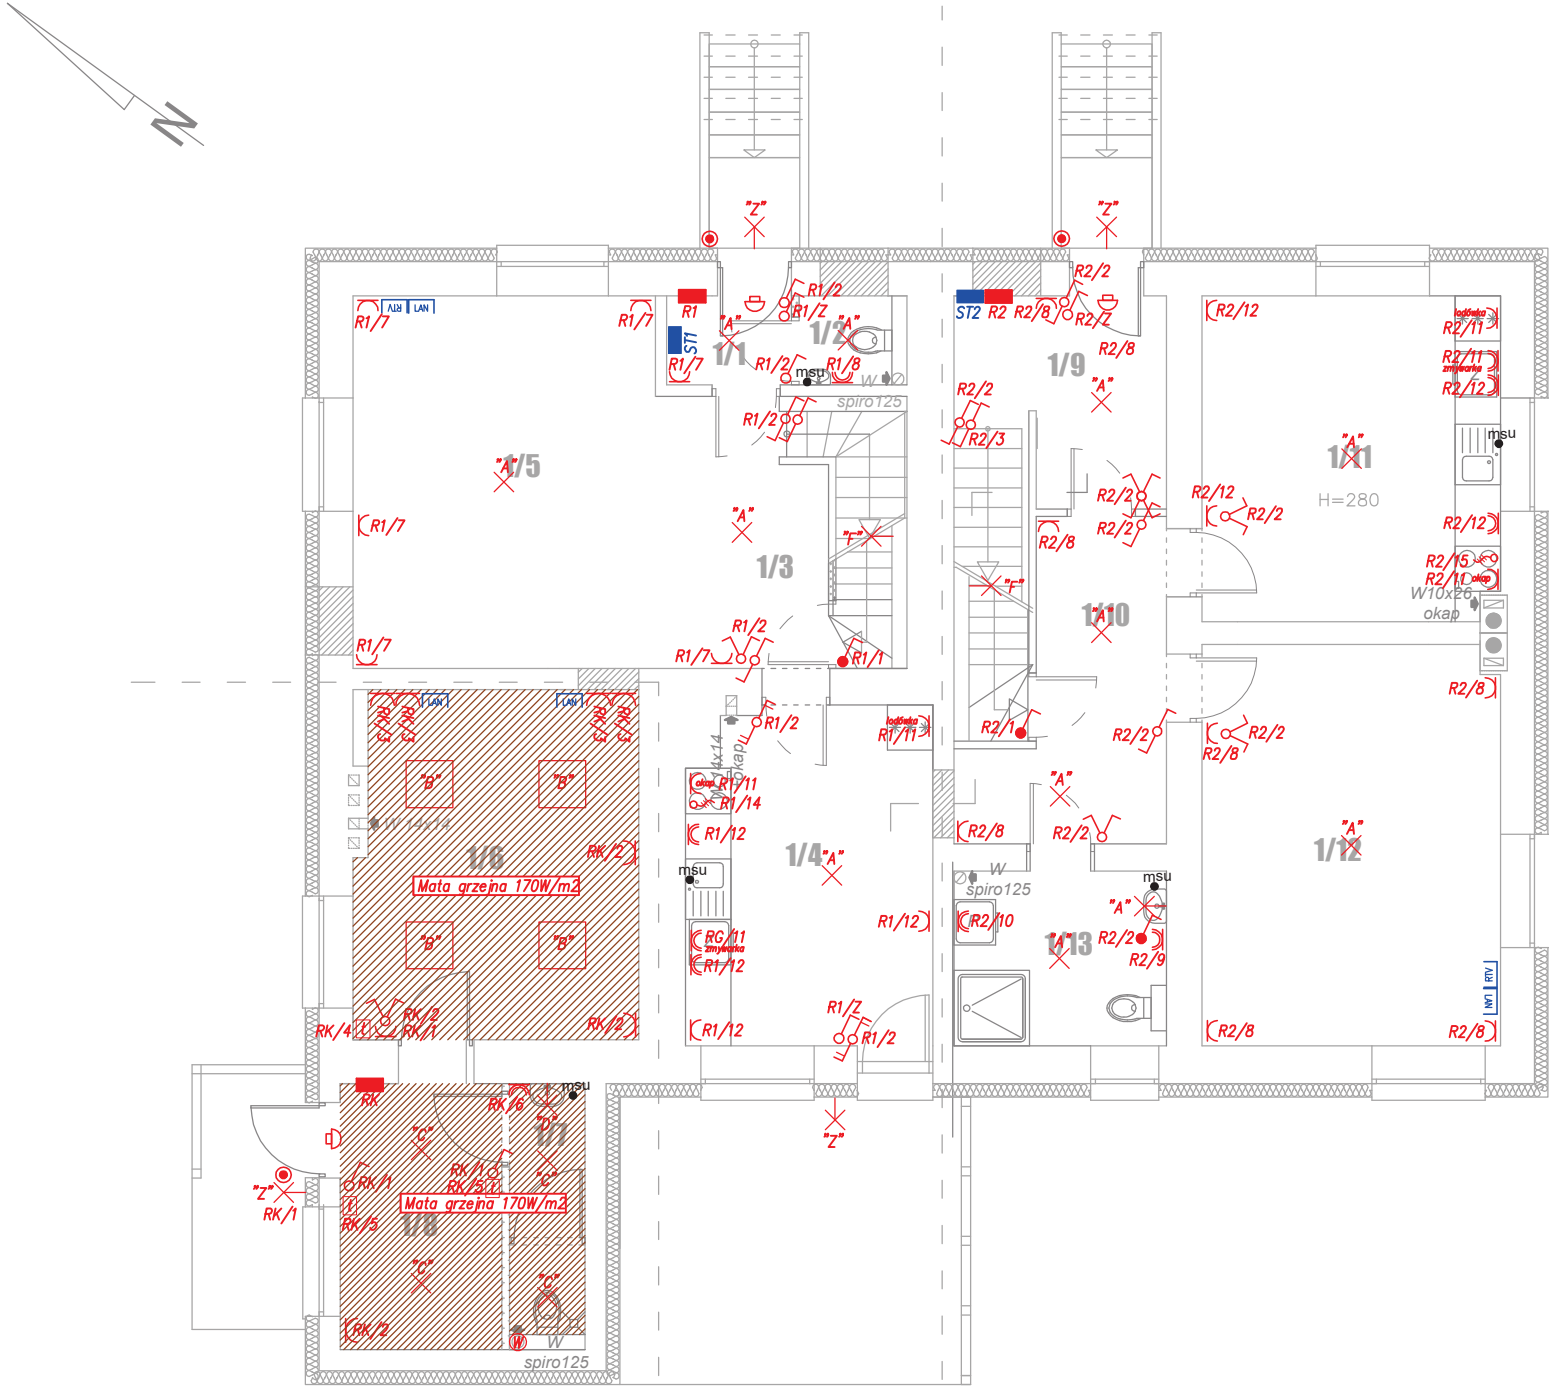 N
"Z"
"Z"
R1/7
RTV
LAN
R1/7
R1
R1/2
R1/Z
"A"
ST1
1/1
1/2
"A"
R1/7
R1/2
msu
R1/8
W
spiro125
R1/2
ST2
R2
R2/8
R2/2
R2/Z
R2/8
1/9
"A"
R2/2
R2/3
R2/12
lodówka
R2/11
R2/11
zmywarka
R2/12
msu
"A"
1/11
H=280
"A"
1/5
R1/7
"A"
1/3
"F"
R2/2
R2/2
R2/8
R2/12
R2/2
R2/12
R2/15
R2/11
okap
W10x26
okap
"F"
1/10
"A"
R1/7
R1/7
R1/2
R1/1
LAN
LAN
RK/3
RK/3
RK/3
RK/3
R1/2
W 14x14
okap
lodówka
R1/11
R2/1
R2/2
R2/8
R2/2
R2/8
"B"
"B"
okap
R1/11
R1/14
W 14x14
R1/12
1/6
RK/2
Mata grzejna 170W/m2
msu
1/4
"A"
"A"
R2/8
R2/2
"A"
1/12
W
spiro125
msu
"A"
R1/12
R2/10
R2/2
R2/9
"A"
1/13
"B"
"B"
RG/11
zmywarka
R1/12
RTV
LAN
RK/4
t
RK/2
RK/1
RK/2
R1/12
R1/Z
R1/2
R2/8
R2/8
RK
RK/6
msu
"D"
1/7
"Z"
"C"
RK/1
RK/5
t
"C"
"Z"
RK/1
RK/1
t
RK/5
Mata grzejna 170W/m2
1/8
"C"
"C"
RK/2
W
W
spiro125